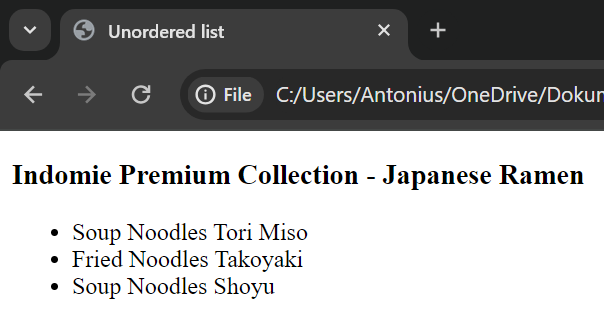 Unordered list
File C:/Users/Antonius/OneDrive/Dokum
Indomie Premium Collection - Japanese Ramen
• Soup Noodles Tori Miso
• Fried Noodles Takoyaki
• Soup Noodles Shoyu